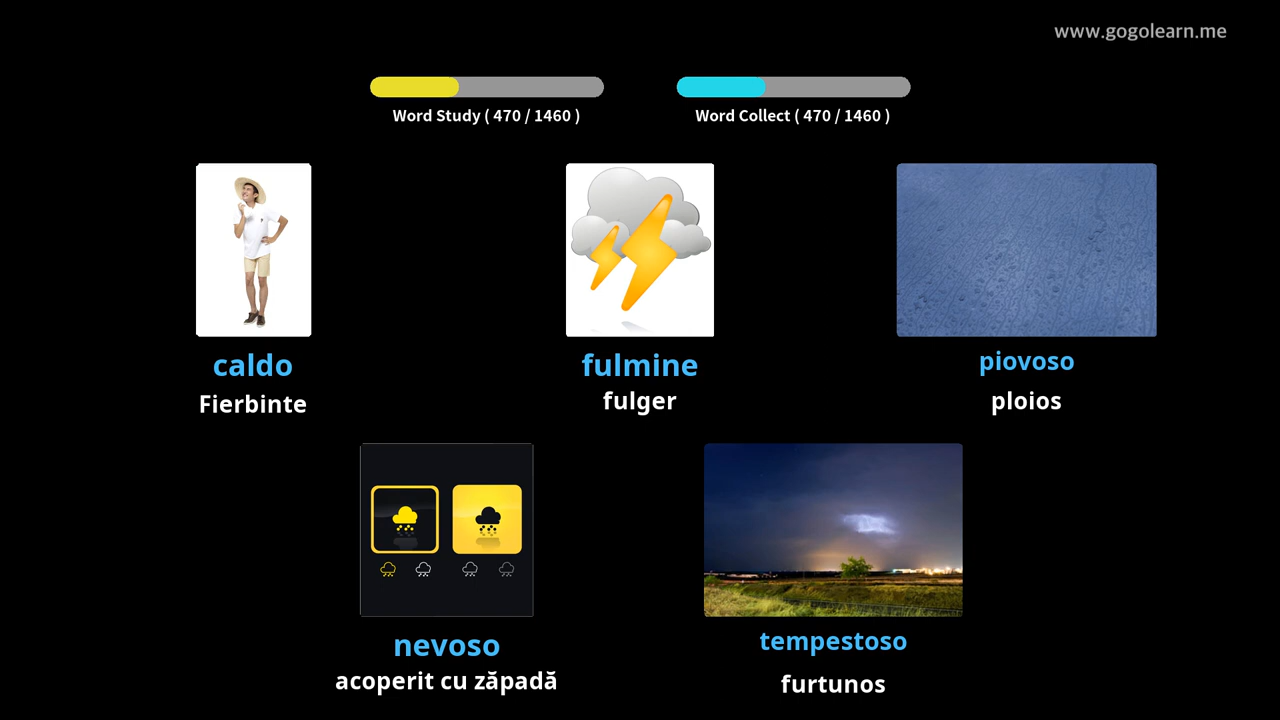 www.gogolearn.me
Word Study ( 470 / 1460 )
Word Collect ( 470 / 1460 )
caldo
Fierbinte
fulmine
fulger
piovoso
ploios
nevoso
acoperit cu zăpadă
tempestoso
furtunos